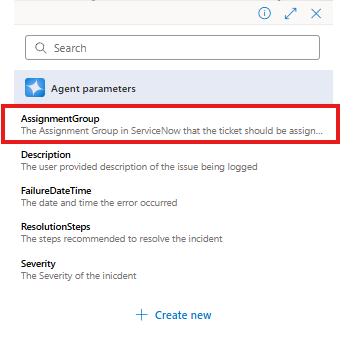 Search
Agent parameters
AssignmentGroup
The Assignment Group in ServiceNow that the ticket should be assign...
Description
The user provided description of the issue being logged
FailureDateTime
The date and time the error occurred
ResolutionSteps
The steps recommended to resolve the incident
Severity
The Severity of the inicdent
Create new